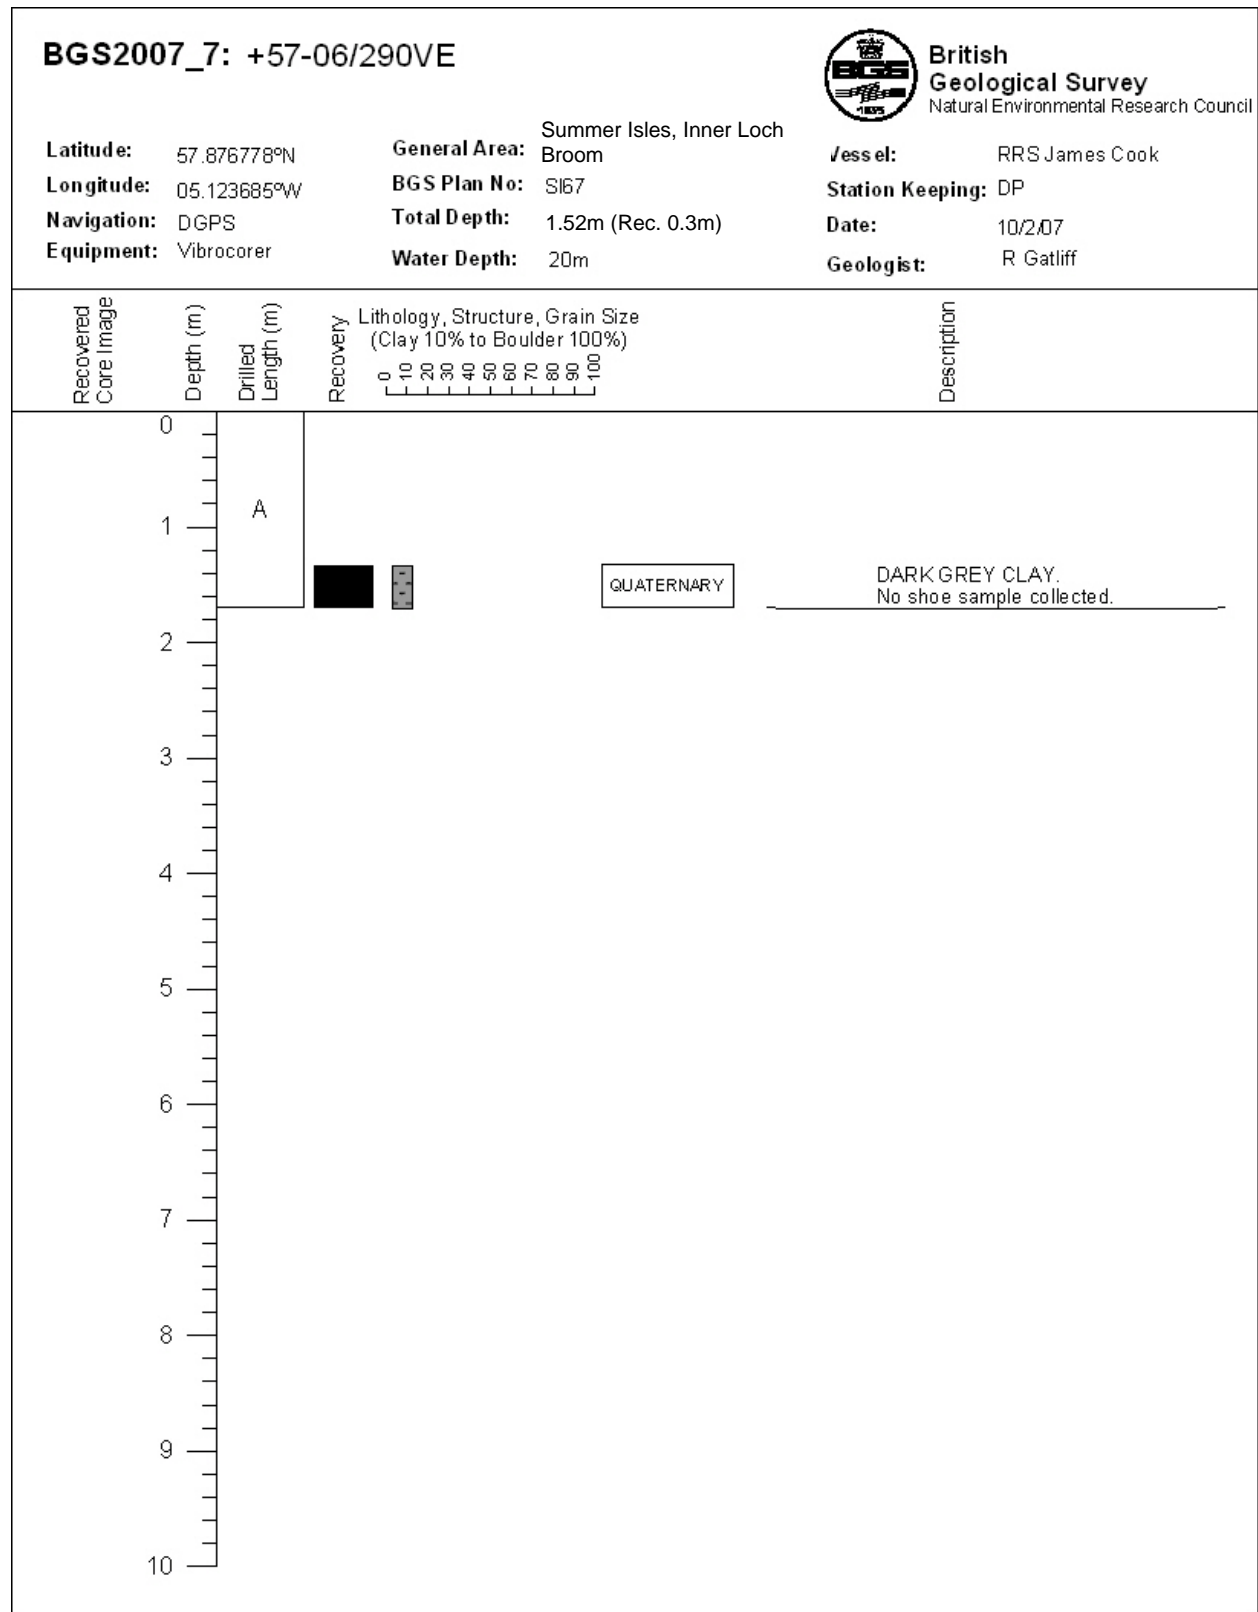 BGS2007_7: +57-06/290VE
BGS
1835
British
Geological Survey
Natural Environmental Research Council
Latitude: 57.876778ºN
Longitude: 05.123685ºW
Navigation: DGPS
Equipment: Vibrocorer
General Area: Summer Isles, Inner Loch
Broom
BGS Plan No: SI67
Total Depth: 1.52m (Rec. 0.3m)
Water Depth: 20m
Vessel: RRS James Cook
Station Keeping: DP
Date: 10/2/07
Geologist: R Gatliff
Recovered
Core Image
Depth (m)
Drilled
Length (m)
Recovery
Lithology, Structure, Grain Size
(Clay 10% to Boulder 100%)
0 10 20 30 40 50 60 70 80 90 100
Description
0
A
1
QUATERNARY
DARK GREY CLAY.
No shoe sample collected.
2
3
4
5
6
7
8
9
10